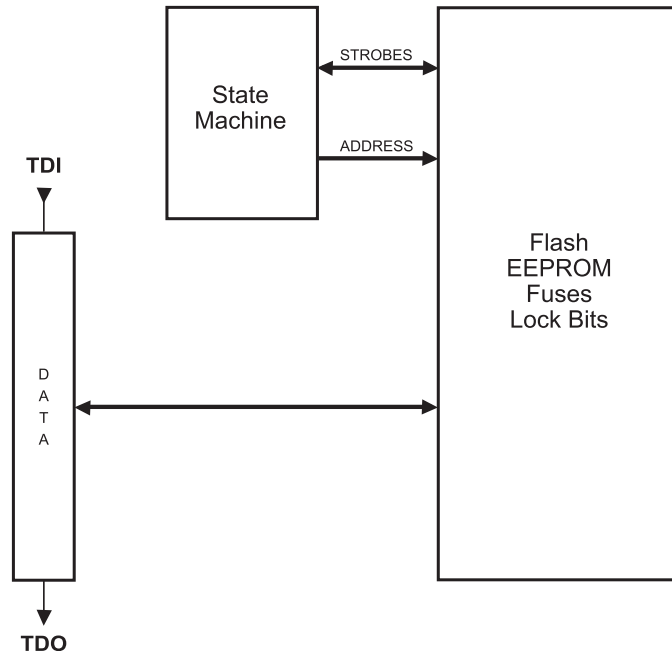 State
Machine
STROBES
ADDRESS
TDI
Flash
EEPROM
Fuses
Lock Bits
D
A
T
A
TDO